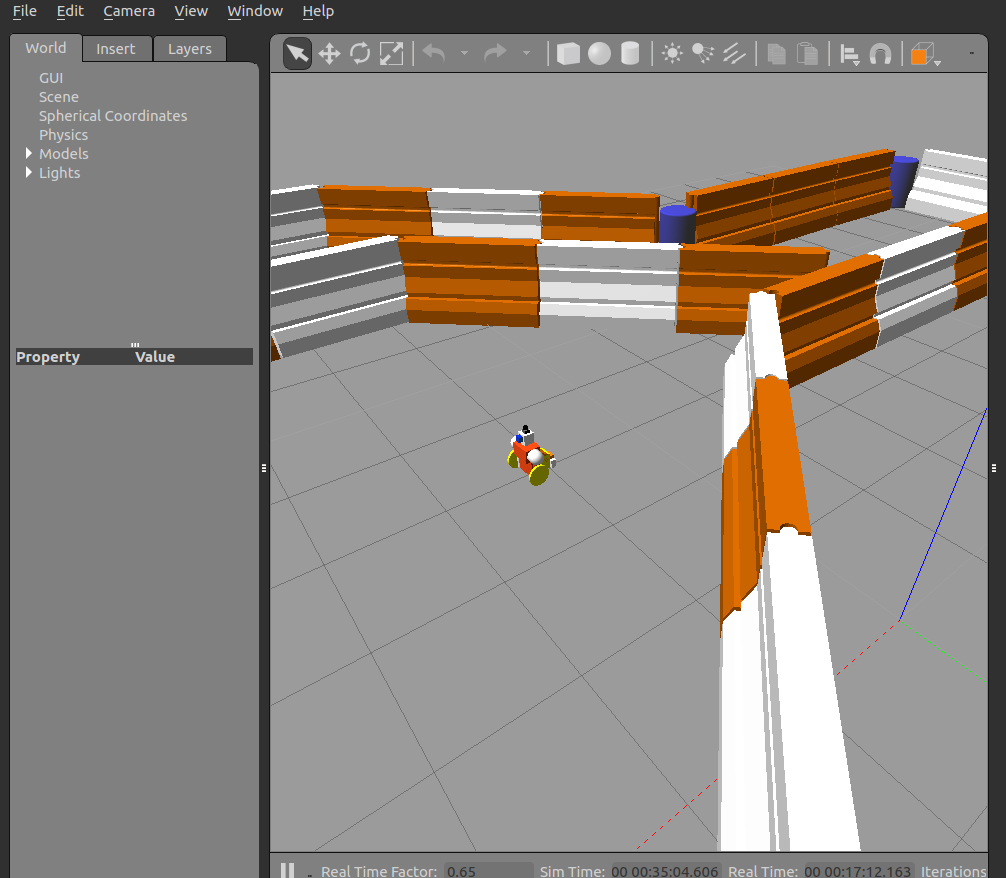 File Edit Camera View Window Help
World Insert Layers
GUI
Scene
Spherical Coordinates
Physics
Models
Lights
Property Value
Real Time Factor: 0.65 Sim Time: 00 00:35:04.606 Real Time: 00 00:17:12.163 Iterations